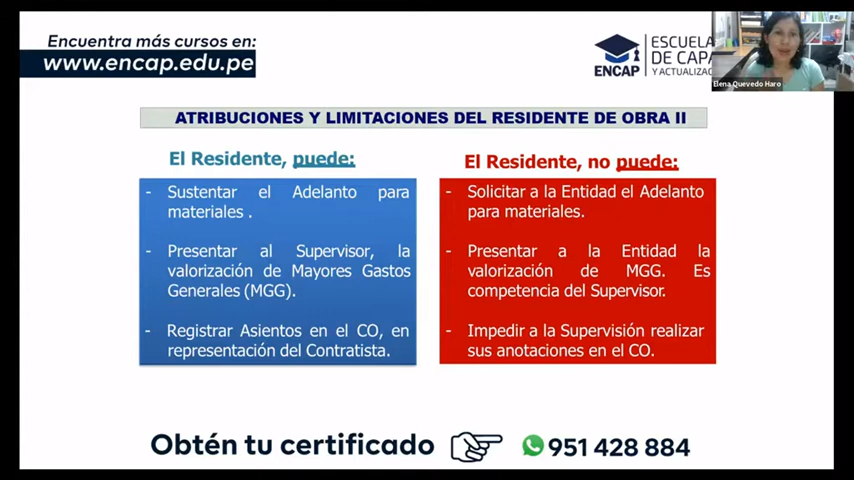 Encuentra más cursos en:
www.encap.edu.pe
ENCAP
ESCUELA
DE CAPA
Y ACTUALIZAC
Elena Quevedo Haro
ATRIBUCIONES Y LIMITACIONES DEL RESIDENTE DE OBRA II
El Residente, puede:
- Sustentar el Adelanto para
materiales .
- Presentar al Supervisor, la
valorización de Mayores Gastos
Generales (MGG).
- Registrar Asientos en el CO, en
representación del Contratista.
El Residente, no puede:
- Solicitar a la Entidad el Adelanto
para materiales.
- Presentar a la Entidad la
valorización de MGG. Es
competencia del Supervisor.
- Impedir a la Supervisión realizar
sus anotaciones en el CO.
Obtén tu certificado
951 428 884